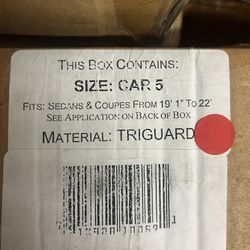 THIS BOX CONTAINS:
SIZE: CAR 5
FITS: SEDANS & COUPES FROM 19' 1" TO 22'
SEE APPLICATION ON BACK OF BOX
MATERIAL: TRIGUARD